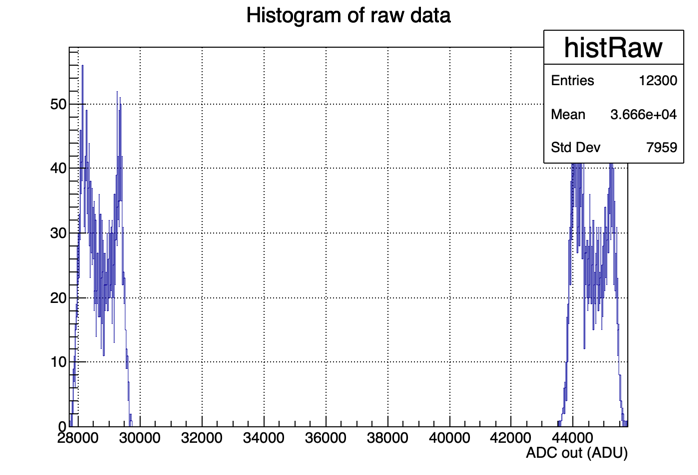 Histogram of raw data
histRaw
Entries 12300
Mean 3.666e+04
Std Dev 7959
50
40
30
20
10
0
28000 30000 32000 34000 36000 38000 40000 42000 44000
ADC out (ADU)